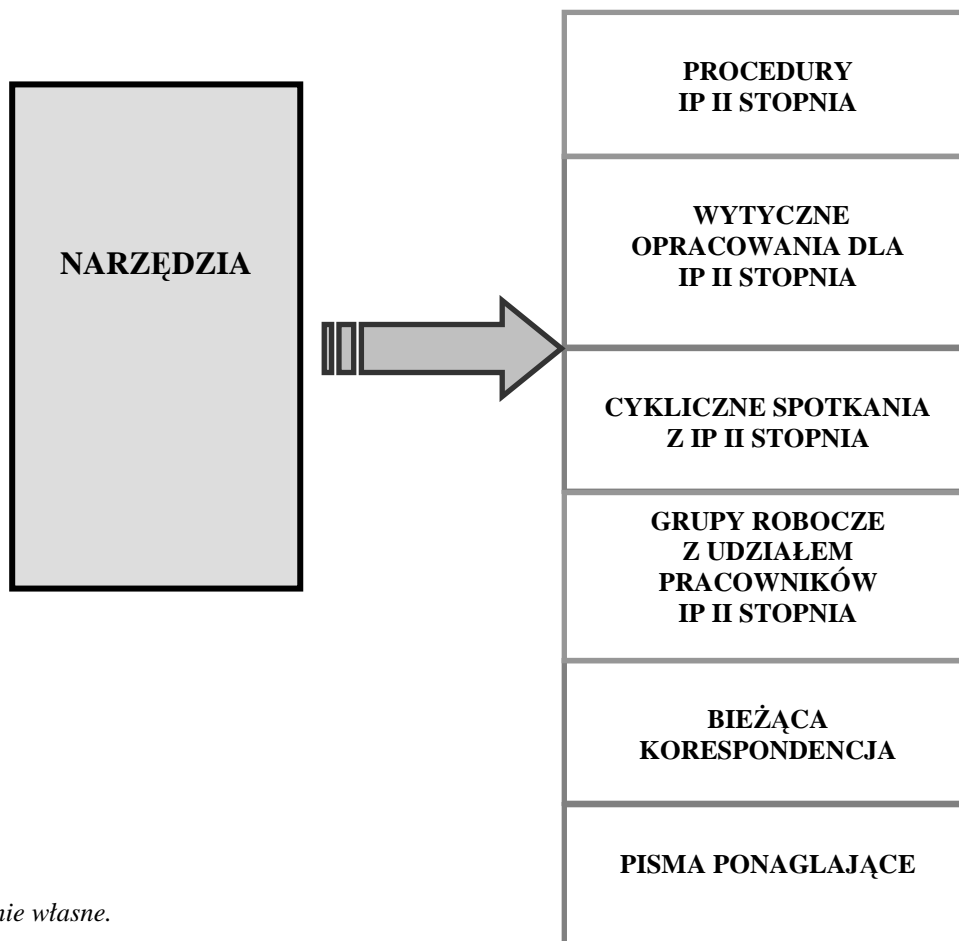 NARZĘDZIA
PROCEDURY
IP II STOPNIA
WYTYCZNE
OPRACOWANIA DLA
IP II STOPNIA
CYKLICZNE SPOTKANIA
Z IP II STOPNIA
GRUPY ROBOCZE
Z UDZIAŁEM
PRACOWNIKÓW
IP II STOPNIA
BIEŻĄCA
KORESPONDENCJA
PISMA PONAGLAJĄCE
nie własne.